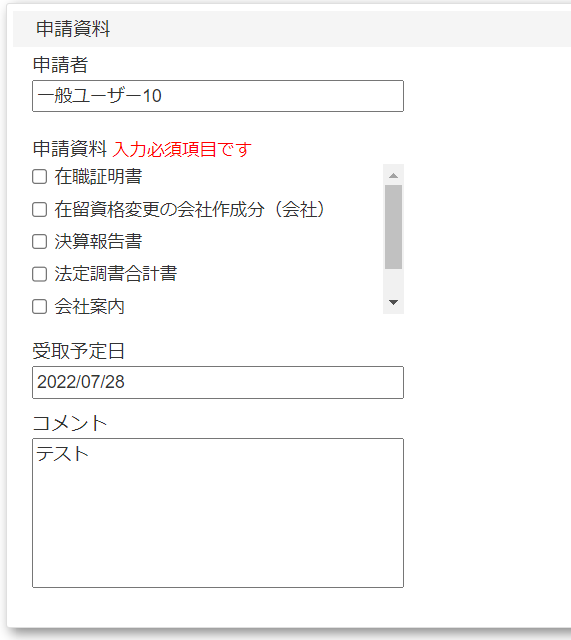 申請資料
申請者
一般ユーザー10
申請資料 入力必須項目です
在職証明書
在留資格変更の会社作成分（会社）
決算報告書
法定調書合計書
会社案内
受取予定日
2022/07/28
コメント
テスト